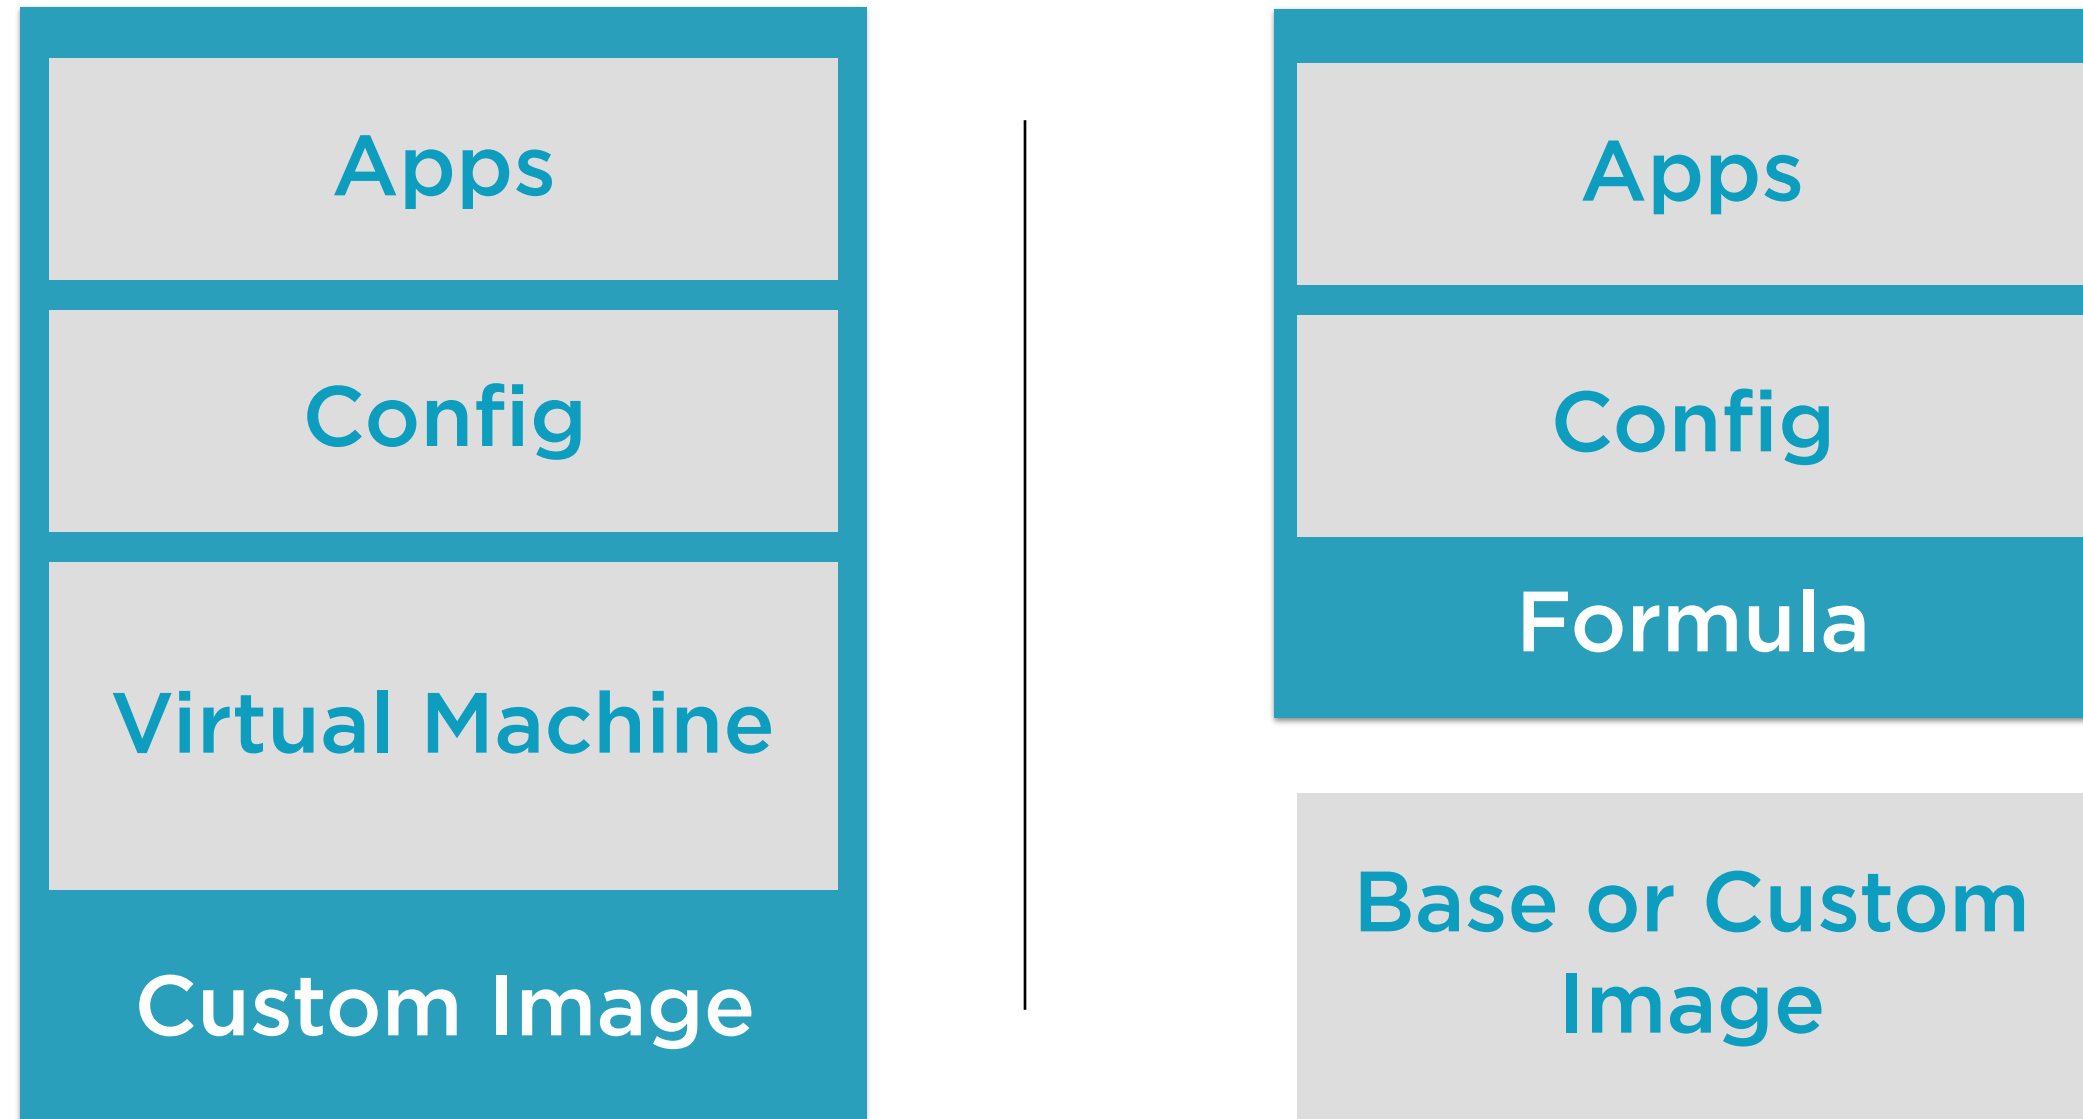 Apps
Config
Virtual Machine
Custom Image
Apps
Config
Formula
Base or Custom
Image